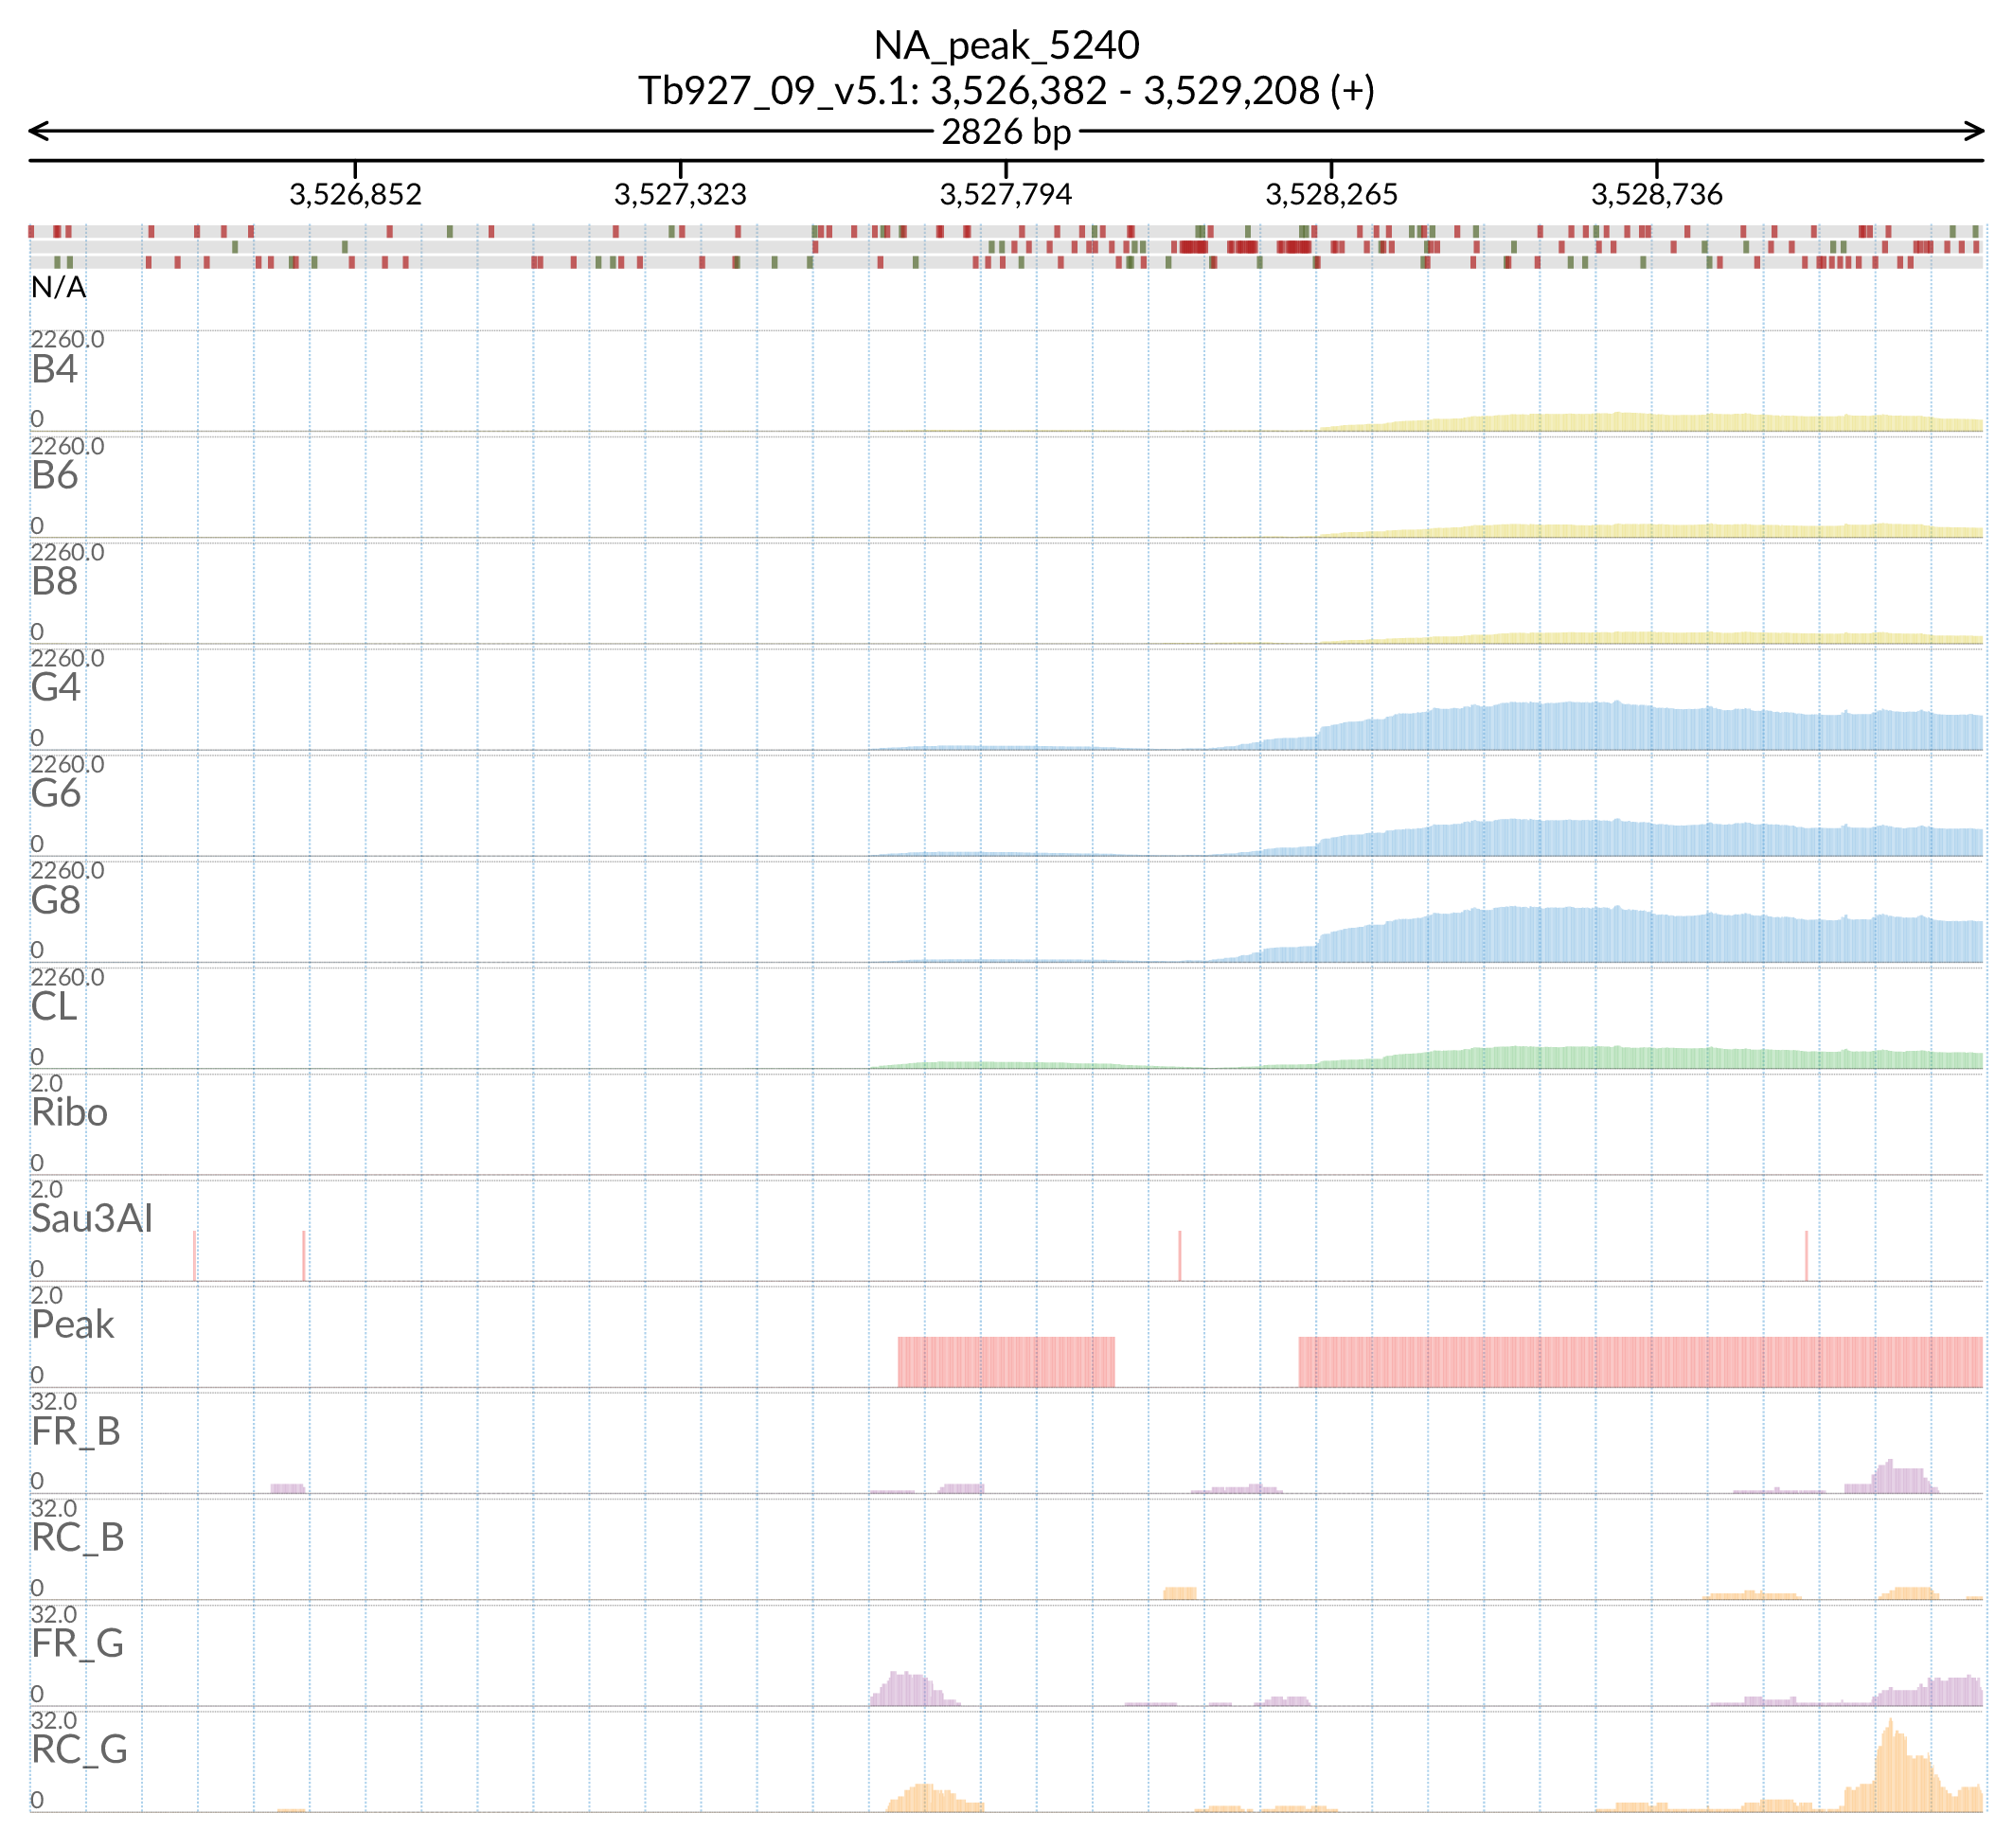 NA_peak_5240
Tb927_09_v5.1: 3,526,382 - 3,529,208 (+)
2826 bp
3,526,852 3,527,323 3,527,794 3,528,265 3,528,736
N/A
2260.0
B4
0
2260.0
B6
0
2260.0
B8
0
2260.0
G4
0
2260.0
G6
0
2260.0
G8
0
2260.0
CL
0
2.0
Ribo
0
2.0
Sau3AI
0
2.0
Peak
0
32.0
FR_B
0
32.0
RC_B
0
32.0
FR_G
0
32.0
RC_G
0